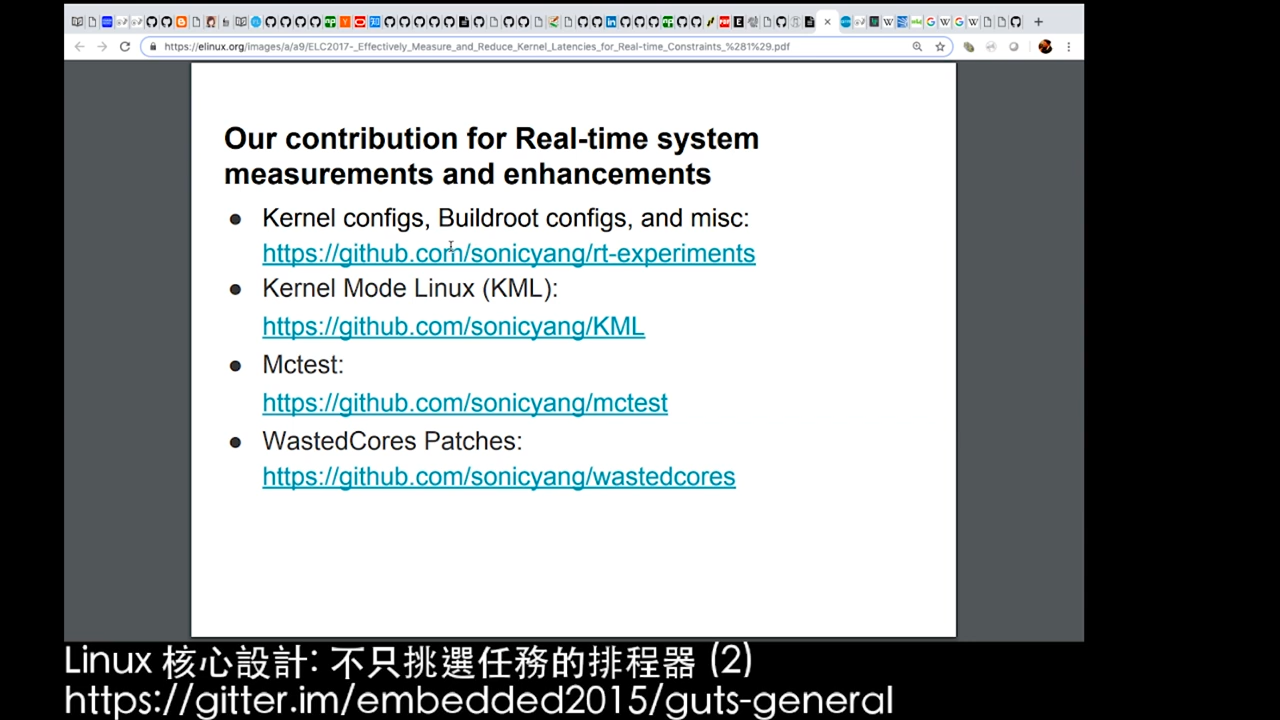 https://elinux.org/images/a/a9/ELC2017-_Effectively_Measure_and_Reduce_Kernel_Latencies_for_Real-time_Constraints_%281%29.pdf
Our contribution for Real-time system
measurements and enhancements
● Kernel configs, Buildroot configs, and misc:
https://github.com/sonicyang/rt-experiments
● Kernel Mode Linux (KML):
https://github.com/sonicyang/KML
● Mctest:
https://github.com/sonicyang/mctest
● WastedCores Patches:
https://github.com/sonicyang/wastedcores
Linux 核心設計: 不只挑選任務的排程器 (2)
https://gitter.im/embedded2015/guts-general